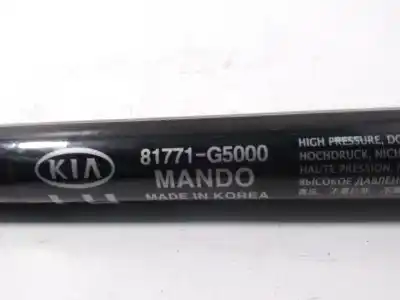 KIA
81771-G5000
MANDO
MADE IN KOREA
HIGH PRESSURE, DO
HOCHDRUCK, NICH
HAUTE PRESSION
ВЫСОКОЕ ДАВЛЕН